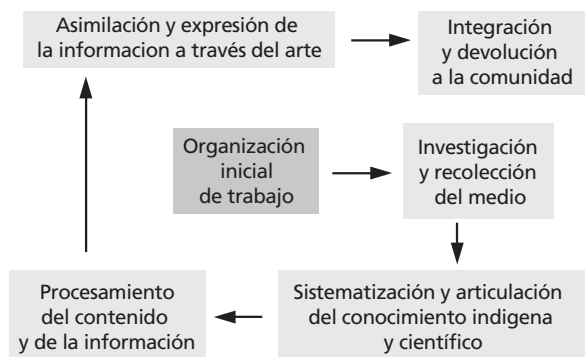 Asimilación y expresión de
la informacion a través del arte
Integración
y devolución
a la comunidad
Organización
inicial
de trabajo
Investigación
y recolección
del medio
Procesamiento
del contenido
y de la información
Sistematización y articulación
del conocimiento indigena
y científico